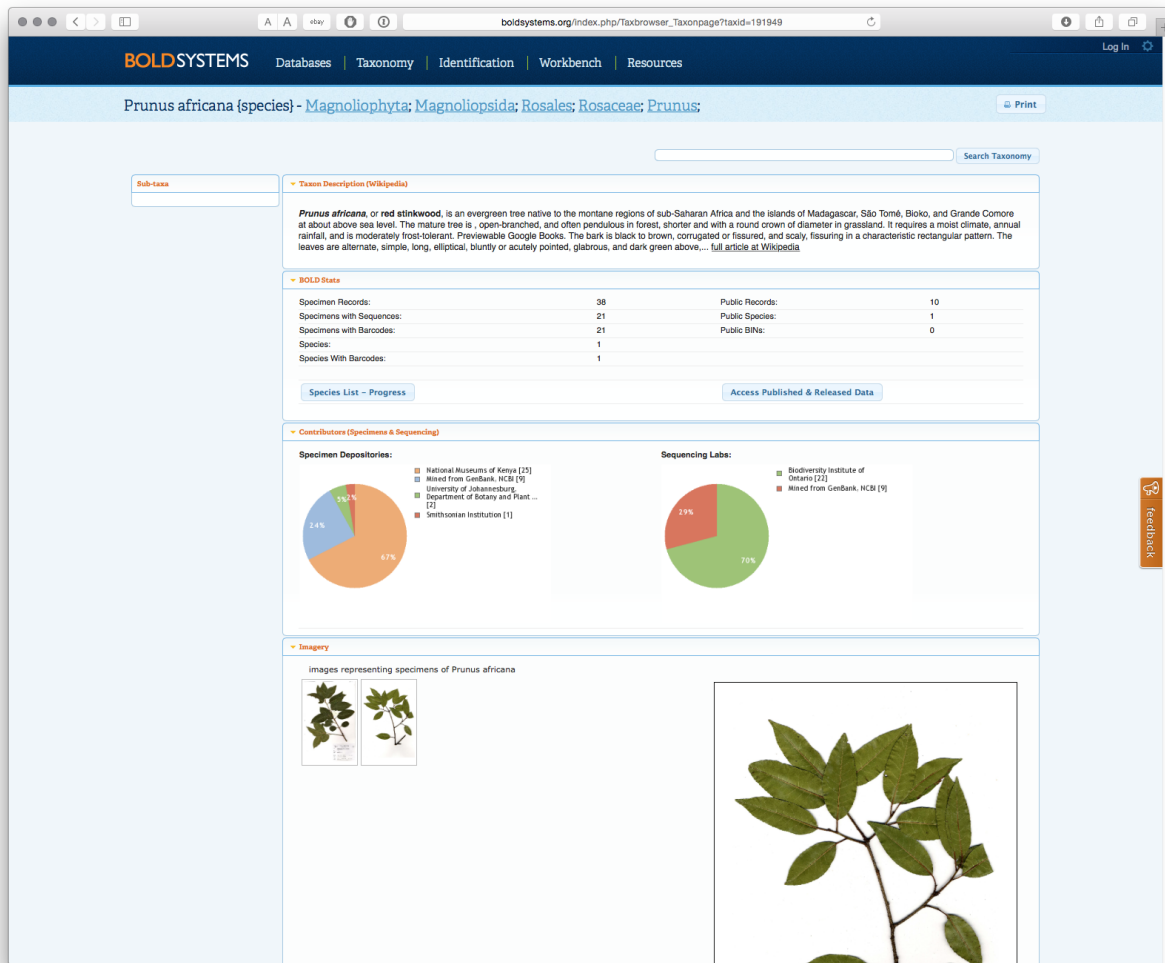 A A ebay boldsystems.org/index.php/Taxbrowser_Taxonpage?taxid=191949
Log In
BOLDSYSTEMS Databases | Taxonomy | Identification | Workbench | Resources
Prunus africana {species} - Magnoliophyta; Magnoliopsida; Rosales; Rosaceae; Prunus;
Print
Search Taxonomy
Sub-taxa
Taxon Description (Wikipedia)
Prunus africana, or red stinkwood, is an evergreen tree native to the montane regions of sub-Saharan Africa and the islands of Madagascar, São Tomé, Bioko, and Grande Comore
at about above sea level. The mature tree is , open-branched, and often pendulous in forest, shorter and with a round crown of diameter in grassland. It requires a moist climate, annual
rainfall, and is moderately frost-tolerant. Previewable Google Books. The bark is black to brown, corrugated or fissured, and scaly, fissuring in a characteristic rectangular pattern. The
leaves are alternate, simple, long, elliptical, bluntly or acutely pointed, glabrous, and dark green above,... full article at Wikipedia
BOLD Stats
Specimen Records: 38 Public Records: 10
Specimens with Sequences: 21 Public Species: 1
Specimens with Barcodes: 21 Public BINs: 0
Species: 1
Species With Barcodes: 1
Species List - Progress
Access Published & Released Data
Contributors (Specimens & Sequencing)
Specimen Depositories:
National Museums of Kenya [25]
Mined from GenBank, NCBI [9]
University of Johannesburg,
Department of Botany and Plant ...
[2]
Smithsonian Institution [1]
5% 2%
24%
67%
Sequencing Labs:
Biodiversity Institute of
Ontario [22]
Mined from GenBank, NCBI [9]
29%
70%
feedback
Imagery
images representing specimens of Prunus africana